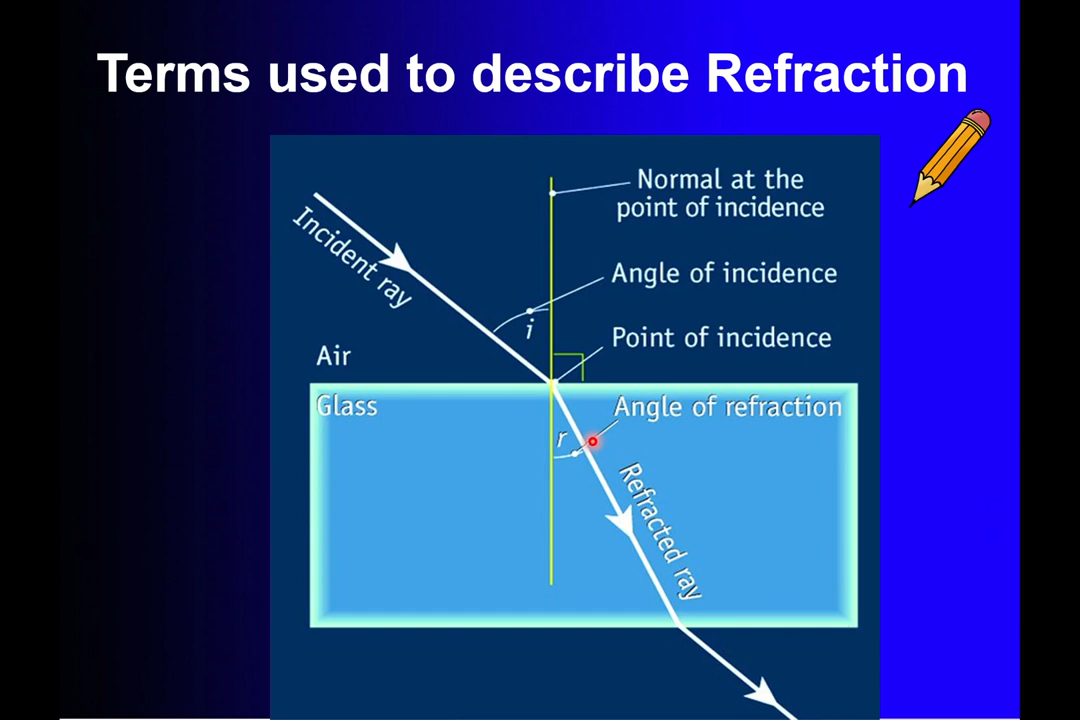 Terms used to describe Refraction
Normal at the
point of incidence
Incident ray
Angle of incidence
i
Point of incidence
Air
Glass
Angle of refraction
r
Refracted ray